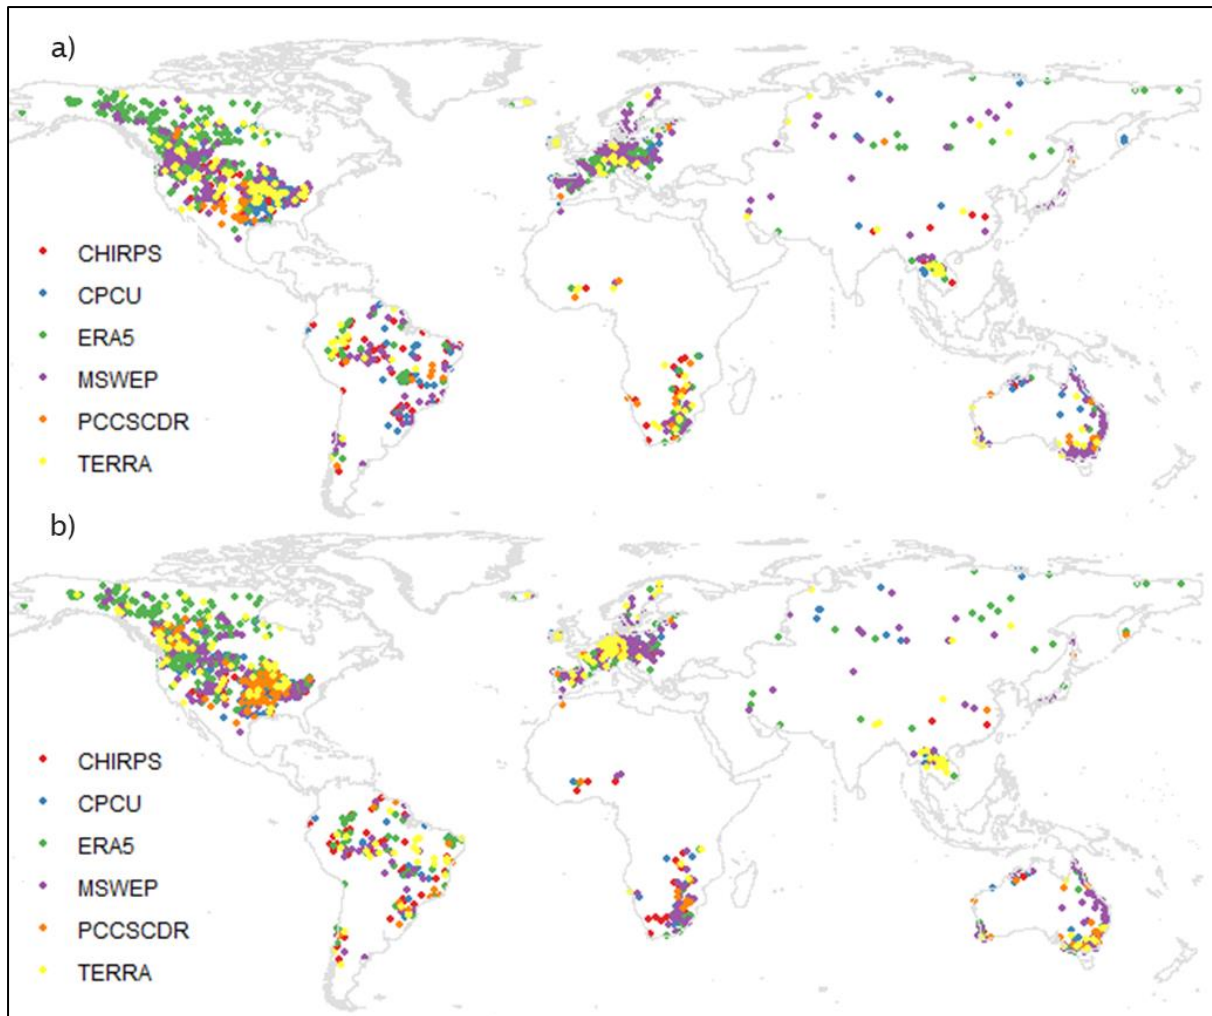 a)
CHIRPS
CPCU
ERA5
MSWEP
PCCSCDR
TERRA
b)
CHIRPS
CPCU
ERA5
MSWEP
PCCSCDR
TERRA